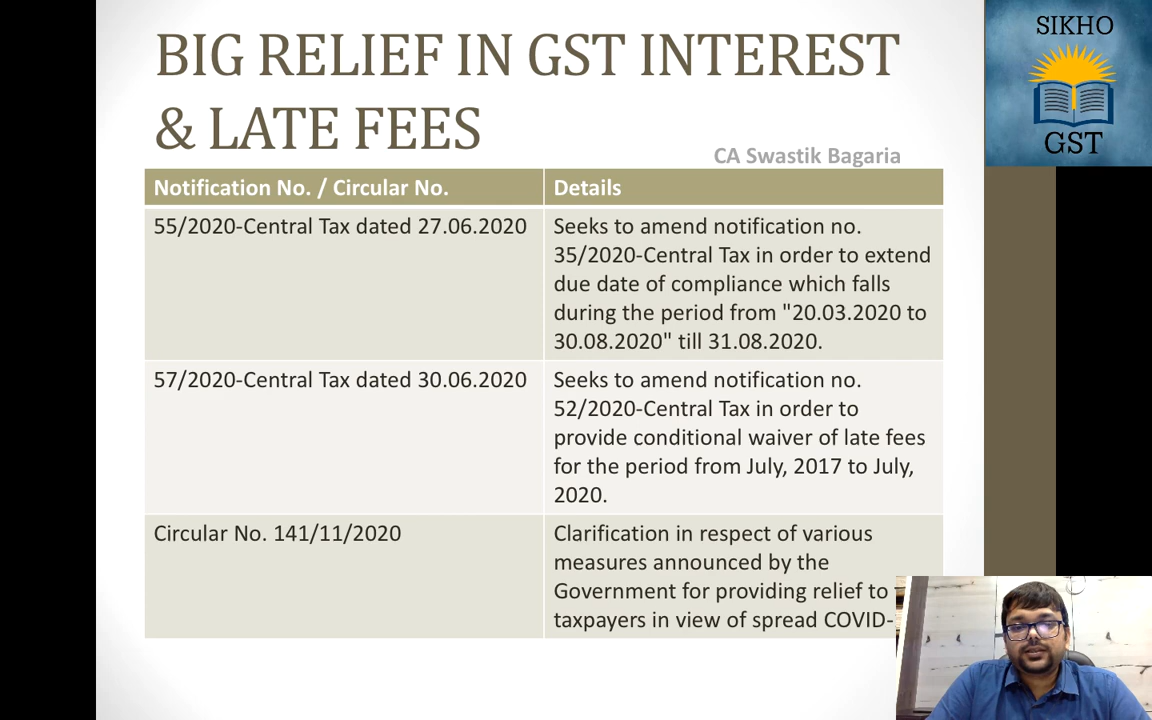 BIG RELIEF IN GST INTEREST
& LATE FEES
SIKHO
GST
CA Swastik Bagaria
Notification No. / Circular No.
Details
55/2020-Central Tax dated 27.06.2020
Seeks to amend notification no.
35/2020-Central Tax in order to extend
due date of compliance which falls
during the period from "20.03.2020 to
30.08.2020" till 31.08.2020.
57/2020-Central Tax dated 30.06.2020
Seeks to amend notification no.
52/2020-Central Tax in order to
provide conditional waiver of late fees
for the period from July, 2017 to July,
2020.
Circular No. 141/11/2020
Clarification in respect of various
measures announced by the
Government for providing relief to
taxpayers in view of spread COVID-